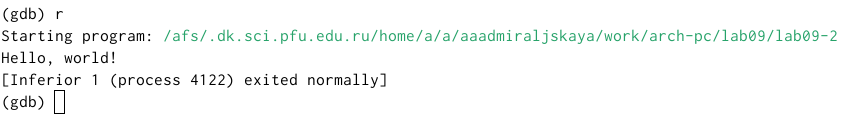 (gdb) r
Starting program: /afs/.dk.sci.pfu.edu.ru/home/a/a/aaadmiraljskaya/work/arch-pc/lab09/lab09-2
Hello, world!
[Inferior 1 (process 4122) exited normally]
(gdb)